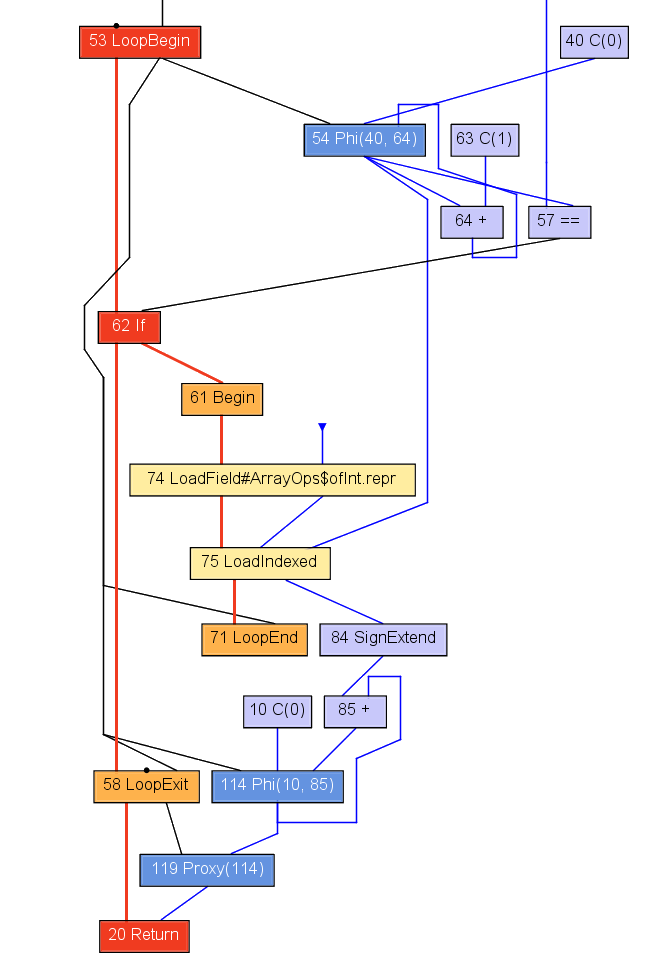 53 LoopBegin
40 C(0)
54 Phi(40, 64)
63 C(1)
64 +
57 ==
62 If
61 Begin
74 LoadField#ArrayOps$ofInt.repr
75 LoadIndexed
71 LoopEnd
84 SignExtend
10 C(0)
85 +
58 LoopExit
114 Phi(10, 85)
119 Proxy(114)
20 Return